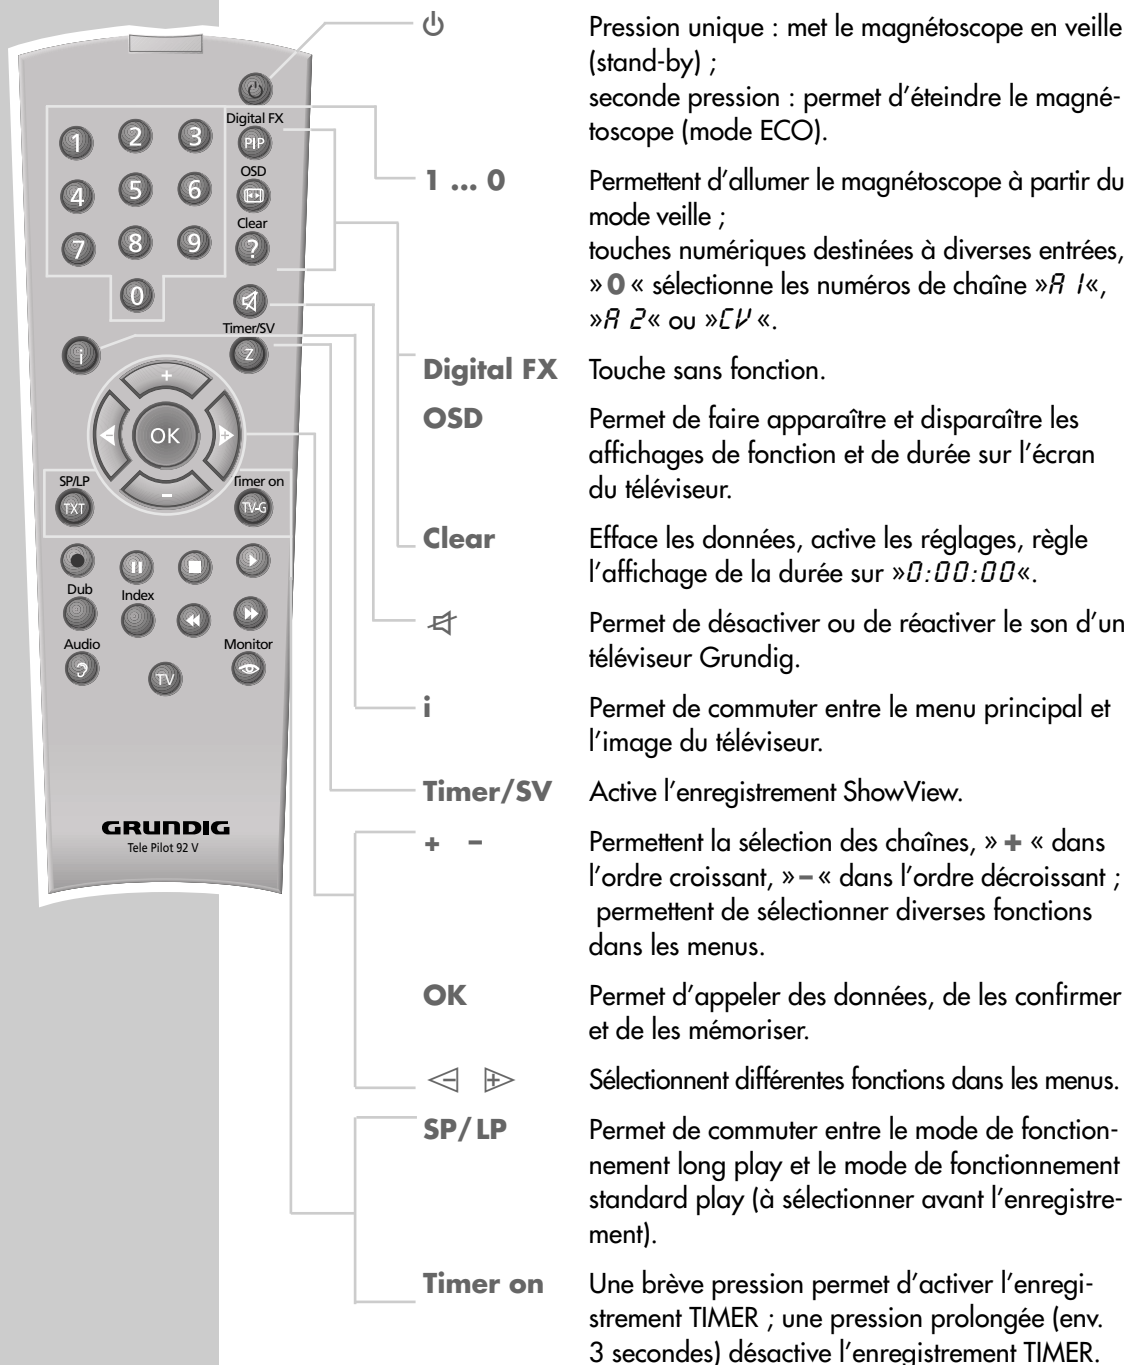 Digital FX
1 2 3
PIP
OSD
4 5 6
Clear
7 8 9 ?
0
Timer/SV
i Z
+
- OK +
-
SP/LP Timer on
TXT TV-G
Dub Index
Audio Monitor
TV
GRUNDIG
Tele Pilot 92 V
Pression unique : met le magnétoscope en veille
(stand-by) ;
seconde pression : permet d'éteindre le magné-
toscope (mode ECO).
1 ... 0 Permettent d'allumer le magnétoscope à partir du
mode veille ;
touches numériques destinées à diverses entrées,
» 0 « sélectionne les numéros de chaîne »A 1«,
»A 2« ou »CV «.
Digital FX Touche sans fonction.
OSD Permet de faire apparaître et disparaître les
affichages de fonction et de durée sur l'écran
du téléviseur.
Clear Efface les données, active les réglages, règle
l'affichage de la durée sur »0:00:00«.
Permet de désactiver ou de réactiver le son d'un
téléviseur Grundig.
i Permet de commuter entre le menu principal et
l'image du téléviseur.
Timer/SV Active l'enregistrement ShowView.
+ − Permettent la sélection des chaînes, » + « dans
l'ordre croissant, » − « dans l'ordre décroissant ;
permettent de sélectionner diverses fonctions
dans les menus.
OK Permet d'appeler des données, de les confirmer
et de les mémoriser.
Sélectionnent différentes fonctions dans les menus.
SP/LP Permet de commuter entre le mode de fonction-
nement long play et le mode de fonctionnement
standard play (à sélectionner avant l'enregistre-
ment).
Timer on Une brève pression permet d'activer l'enregi-
strement TIMER ; une pression prolongée (env.
3 secondes) désactive l'enregistrement TIMER.